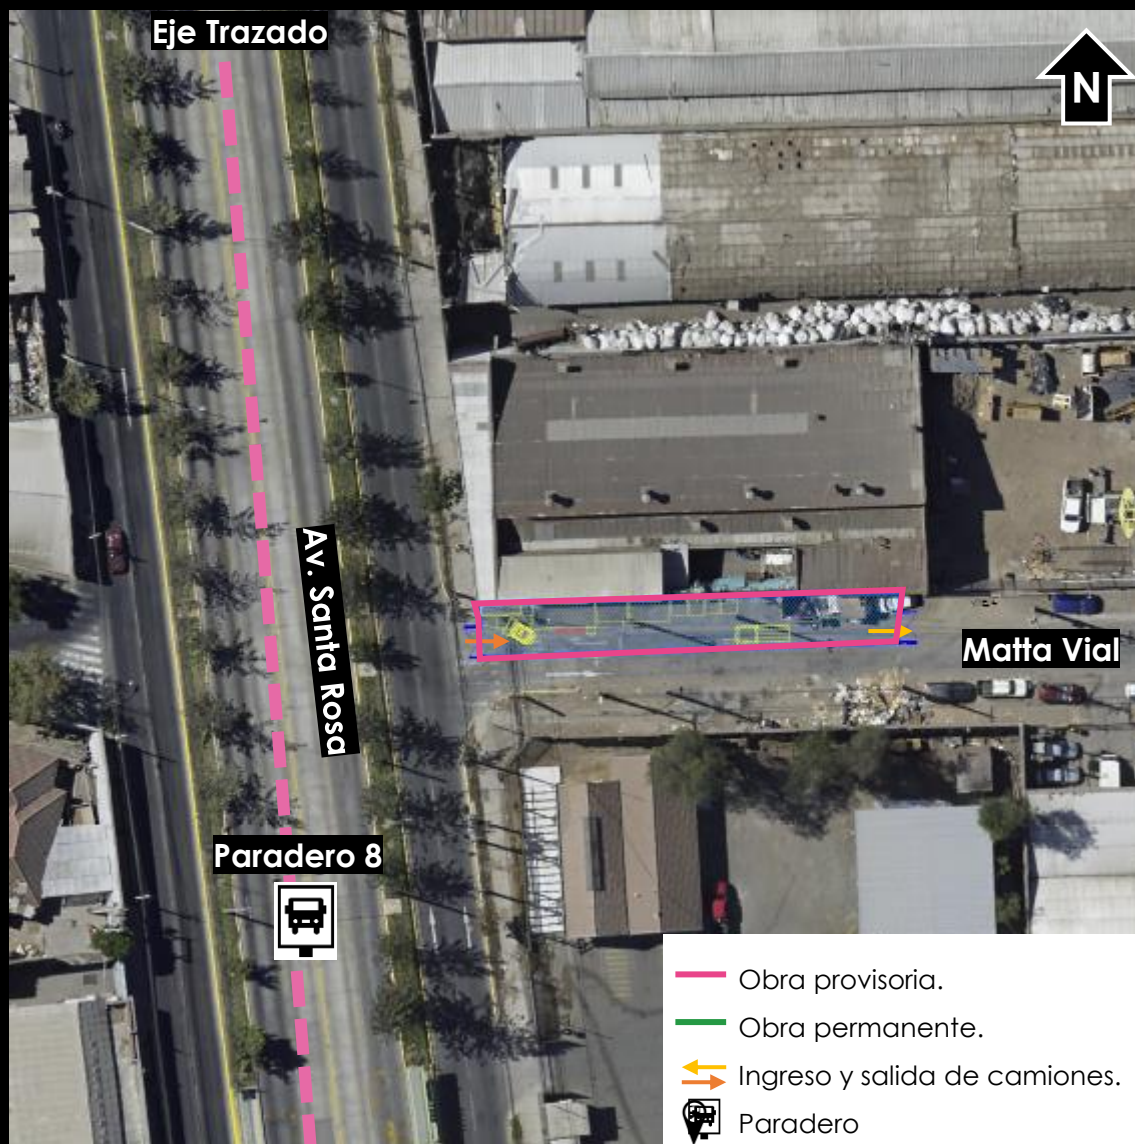 Eje Trazado
N
Av. Santa Rosa
Matta Vial
Paradero 8
Obra provisoria.
Obra permanente.
Ingreso y salida de camiones.
Paradero